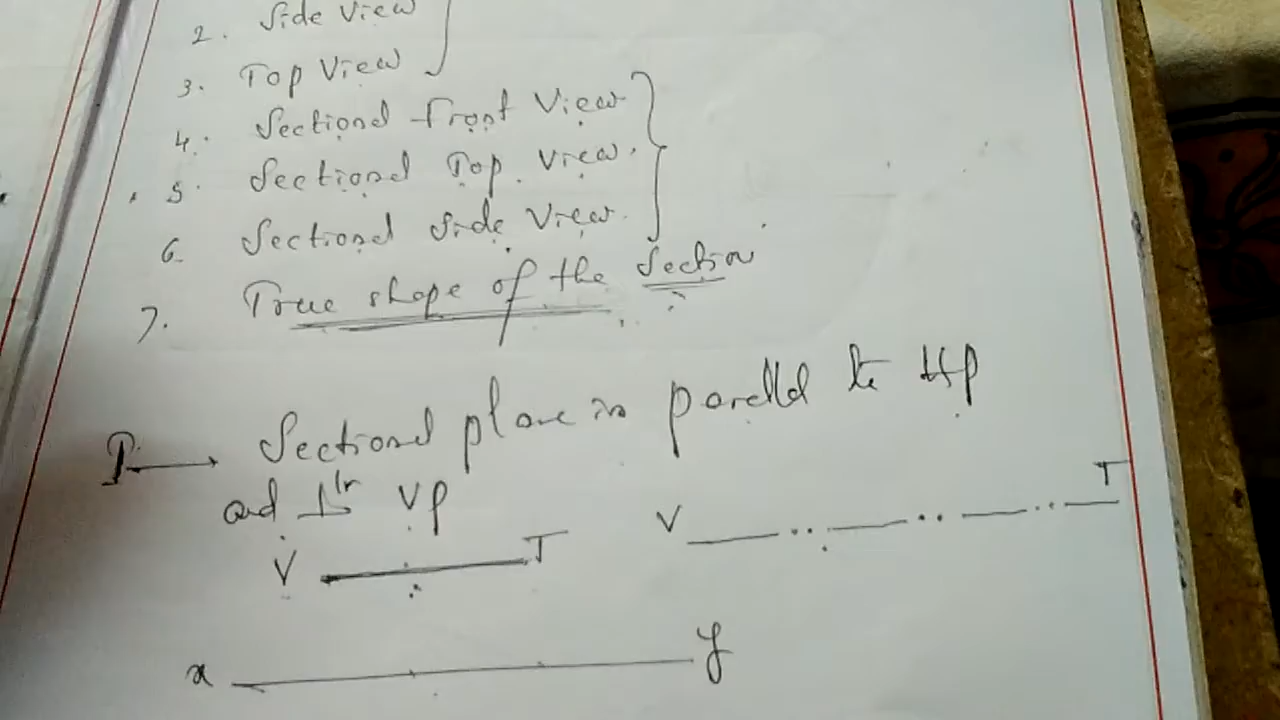 2. Side View
3. Top View
4. Sectional front View
5. Sectional Top View.
6. Sectional Side View.
7. True shape of the Section
I → Sectional plane is parallel to HP
and ⊥lr VP
V T
V T
x y